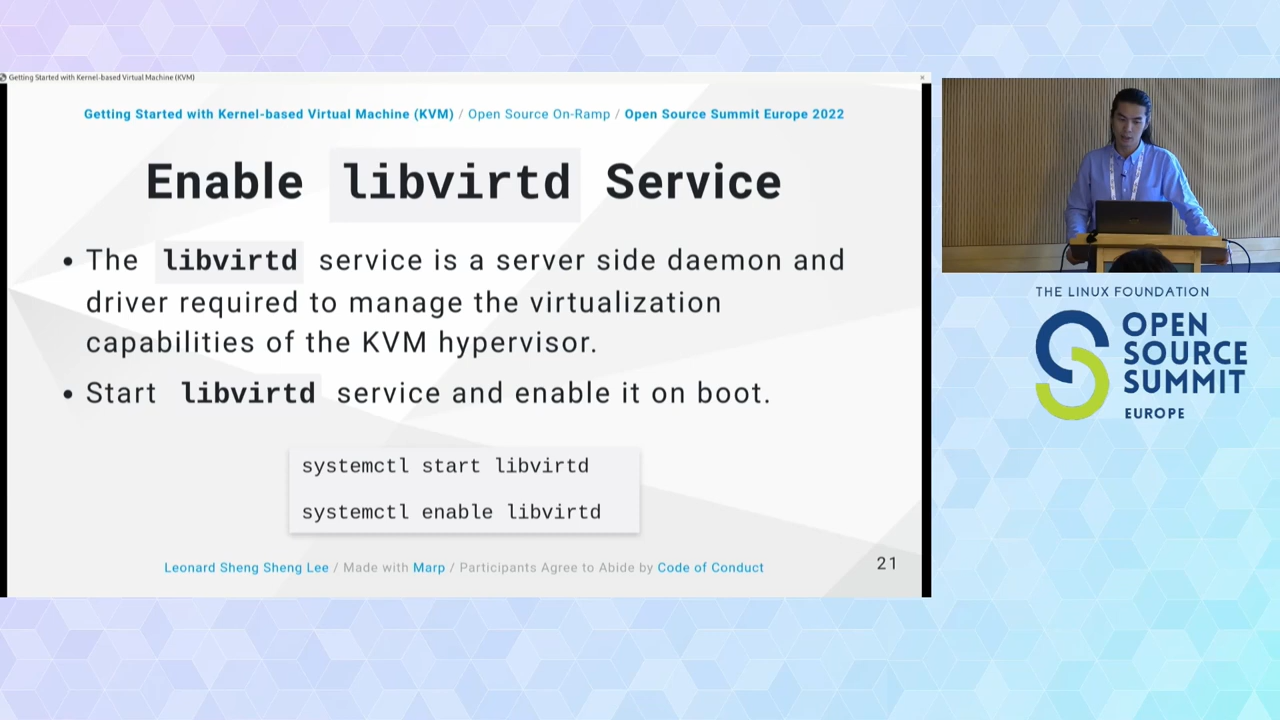 Getting Started with Kernel-based Virtual Machine (KVM)
Getting Started with Kernel-based Virtual Machine (KVM) / Open Source On-Ramp / Open Source Summit Europe 2022
Enable libvirtd Service
• The libvirtd service is a server side daemon and
driver required to manage the virtualization
capabilities of the KVM hypervisor.
• Start libvirtd service and enable it on boot.
systemctl start libvirtd
systemctl enable libvirtd
Leonard Sheng Sheng Lee / Made with Marp / Participants Agree to Abide by Code of Conduct
21
THE LINUX FOUNDATION
OPEN
SOURCE
SUMMIT
EUROPE